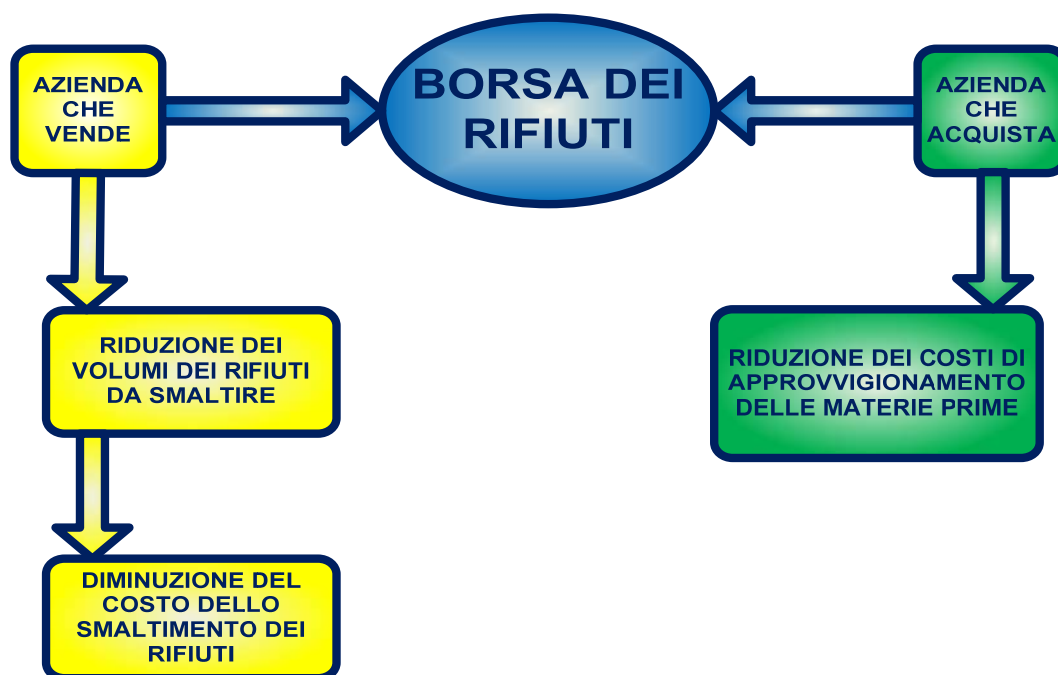 AZIENDA
CHE
VENDE
BORSA DEI
RIFIUTI
AZIENDA
CHE
ACQUISTA
RIDUZIONE DEI
VOLUMI DEI RIFIUTI
DA SMALTIRE
RIDUZIONE DEI COSTI DI
APPROVVIGIONAMENTO
DELLE MATERIE PRIME
DIMINUZIONE DEL
COSTO DELLO
SMALTIMENTO DEI
RIFIUTI